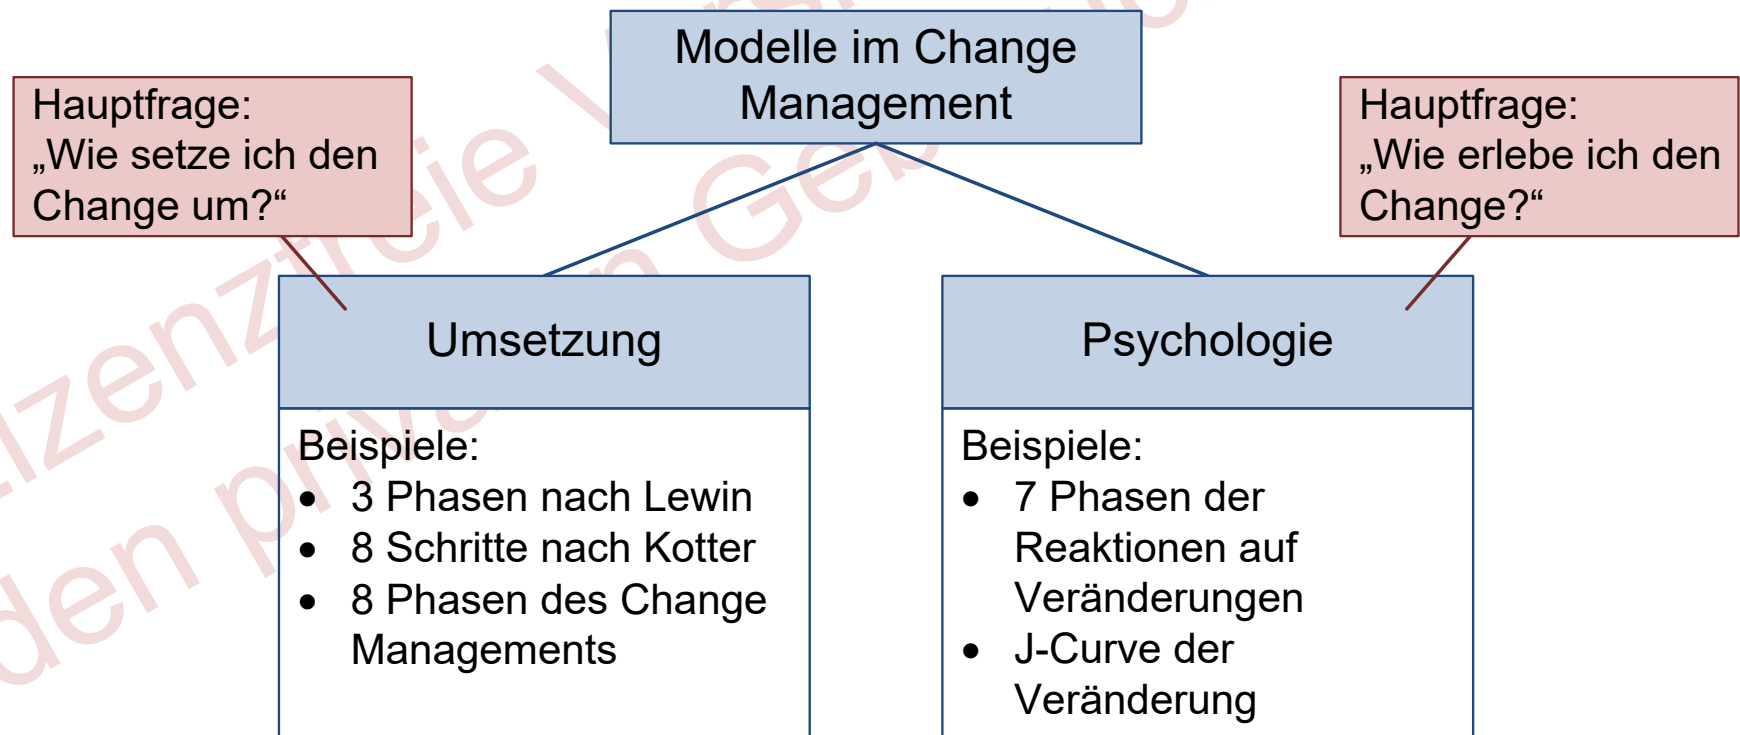 Modelle im Change
Management
Hauptfrage:
„Wie setze ich den
Change um?“
Hauptfrage:
„Wie erlebe ich den
Change?“
Umsetzung
Beispiele:
• 3 Phasen nach Lewin
• 8 Schritte nach Kotter
• 8 Phasen des Change
Managements
Psychologie
Beispiele:
• 7 Phasen der
Reaktionen auf
Veränderungen
• J-Curve der
Veränderung